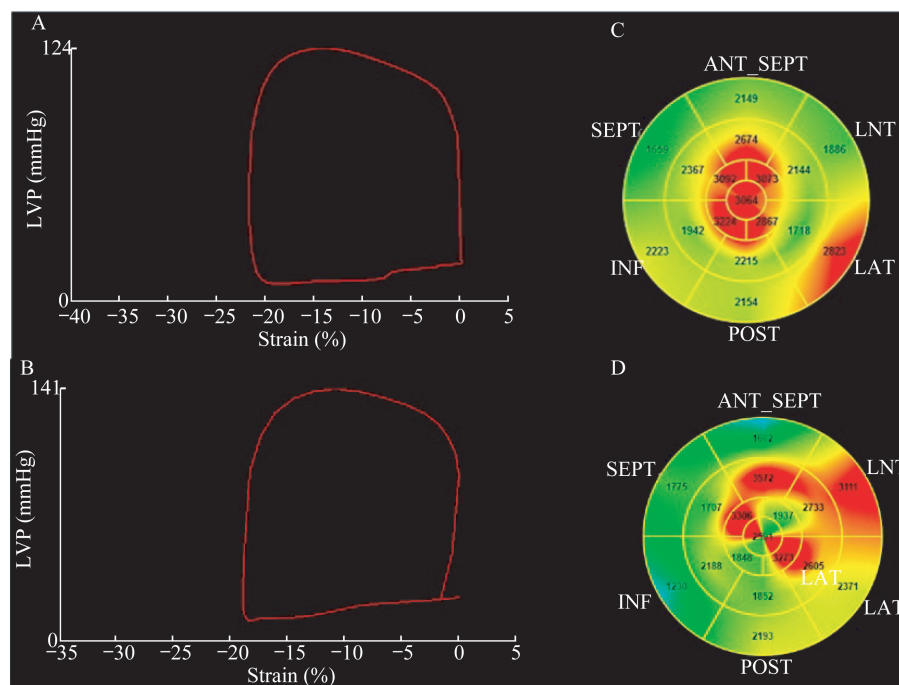 A
124
LVP (mmHg)
0
−40 −35 −30 −25 −20 −15 −10 −5 0 5
Strain (%)
B
141
LVP (mmHg)
0
−35 −30 −25 −20 −15 −10 −5 0 5
Strain (%)
C
ANT_SEPT
2149
SEPT LNT
1659 2674 1886
2367 2144
3092 3073
3064
3224 2867
1942 1718
2223 2215 2823
INF LAT
2154
POST
D
ANT_SEPT
SEPT LNT
1775 3572 3111
1707 3306 1937 2733
2188 1848 3273 2605
LAT
1852 2371
INF LAT
2193
POST